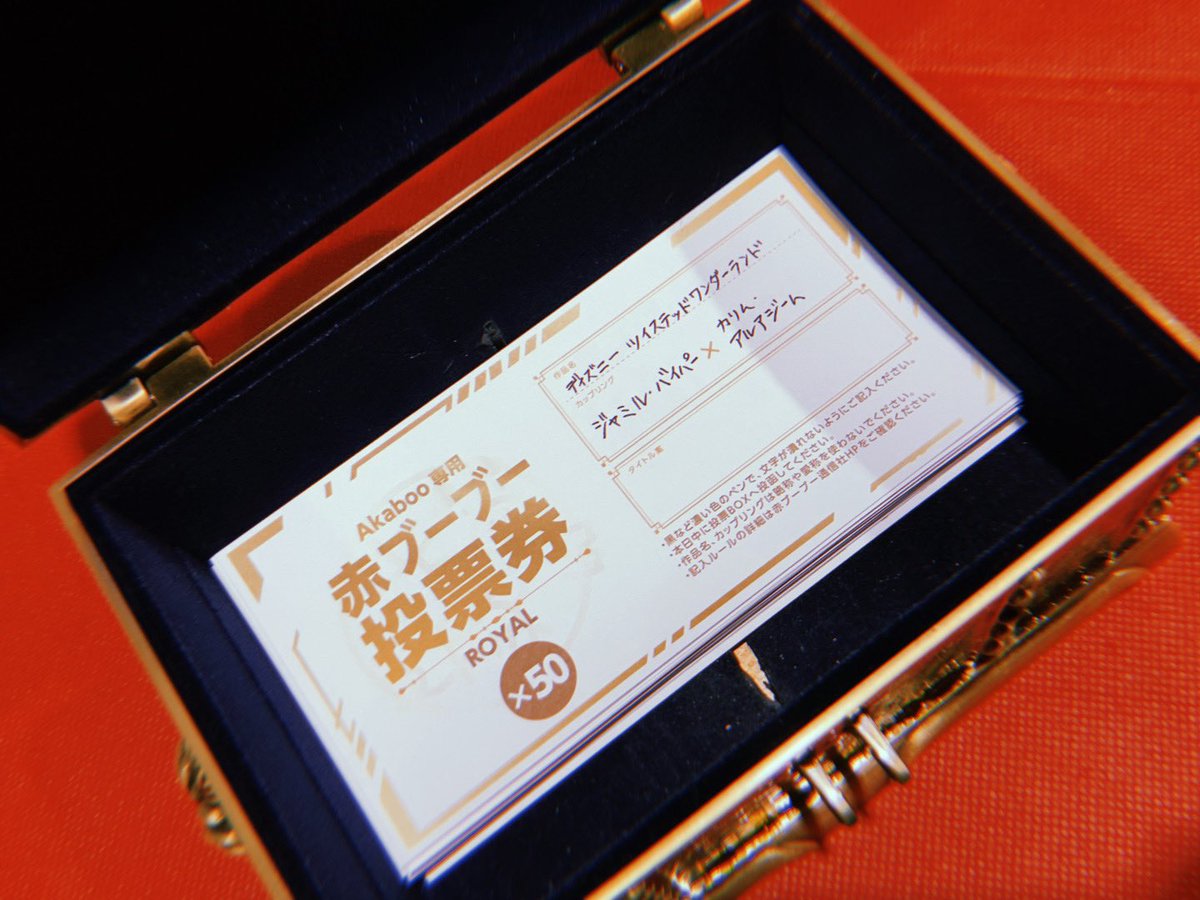 Akaboo 専用
赤ブーブー
投票券
ROYAL
×50
作品名
ディズニー ツイステッドワンダーランド
カップリング
ジャミル・バイパー × カリム・
アルアジーム
タイトル案
・黒など濃い色のペンで、文字が潰れないようにご記入ください。
・本日中に投票BOXへ投函してください。
・作品名、カップリングは略称や愛称を使わないでください。
・記入ルールの詳細は赤ブーブー通信社HPをご確認ください。